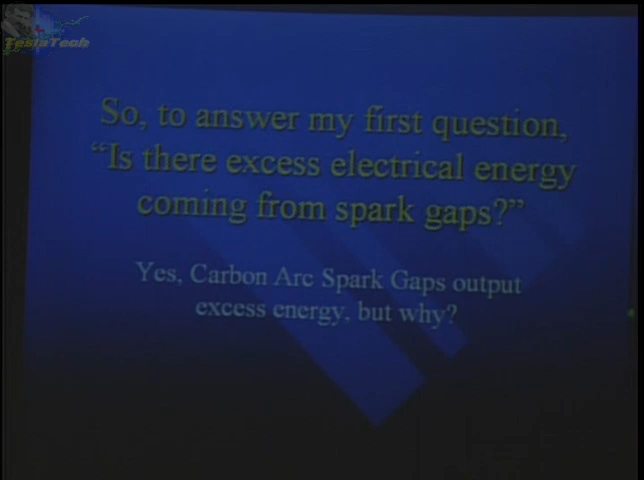 TeslaTech
So, to answer my first question,
“Is there excess electrical energy
coming from spark gaps?”
Yes, Carbon Arc Spark Gaps output
excess energy, but why?